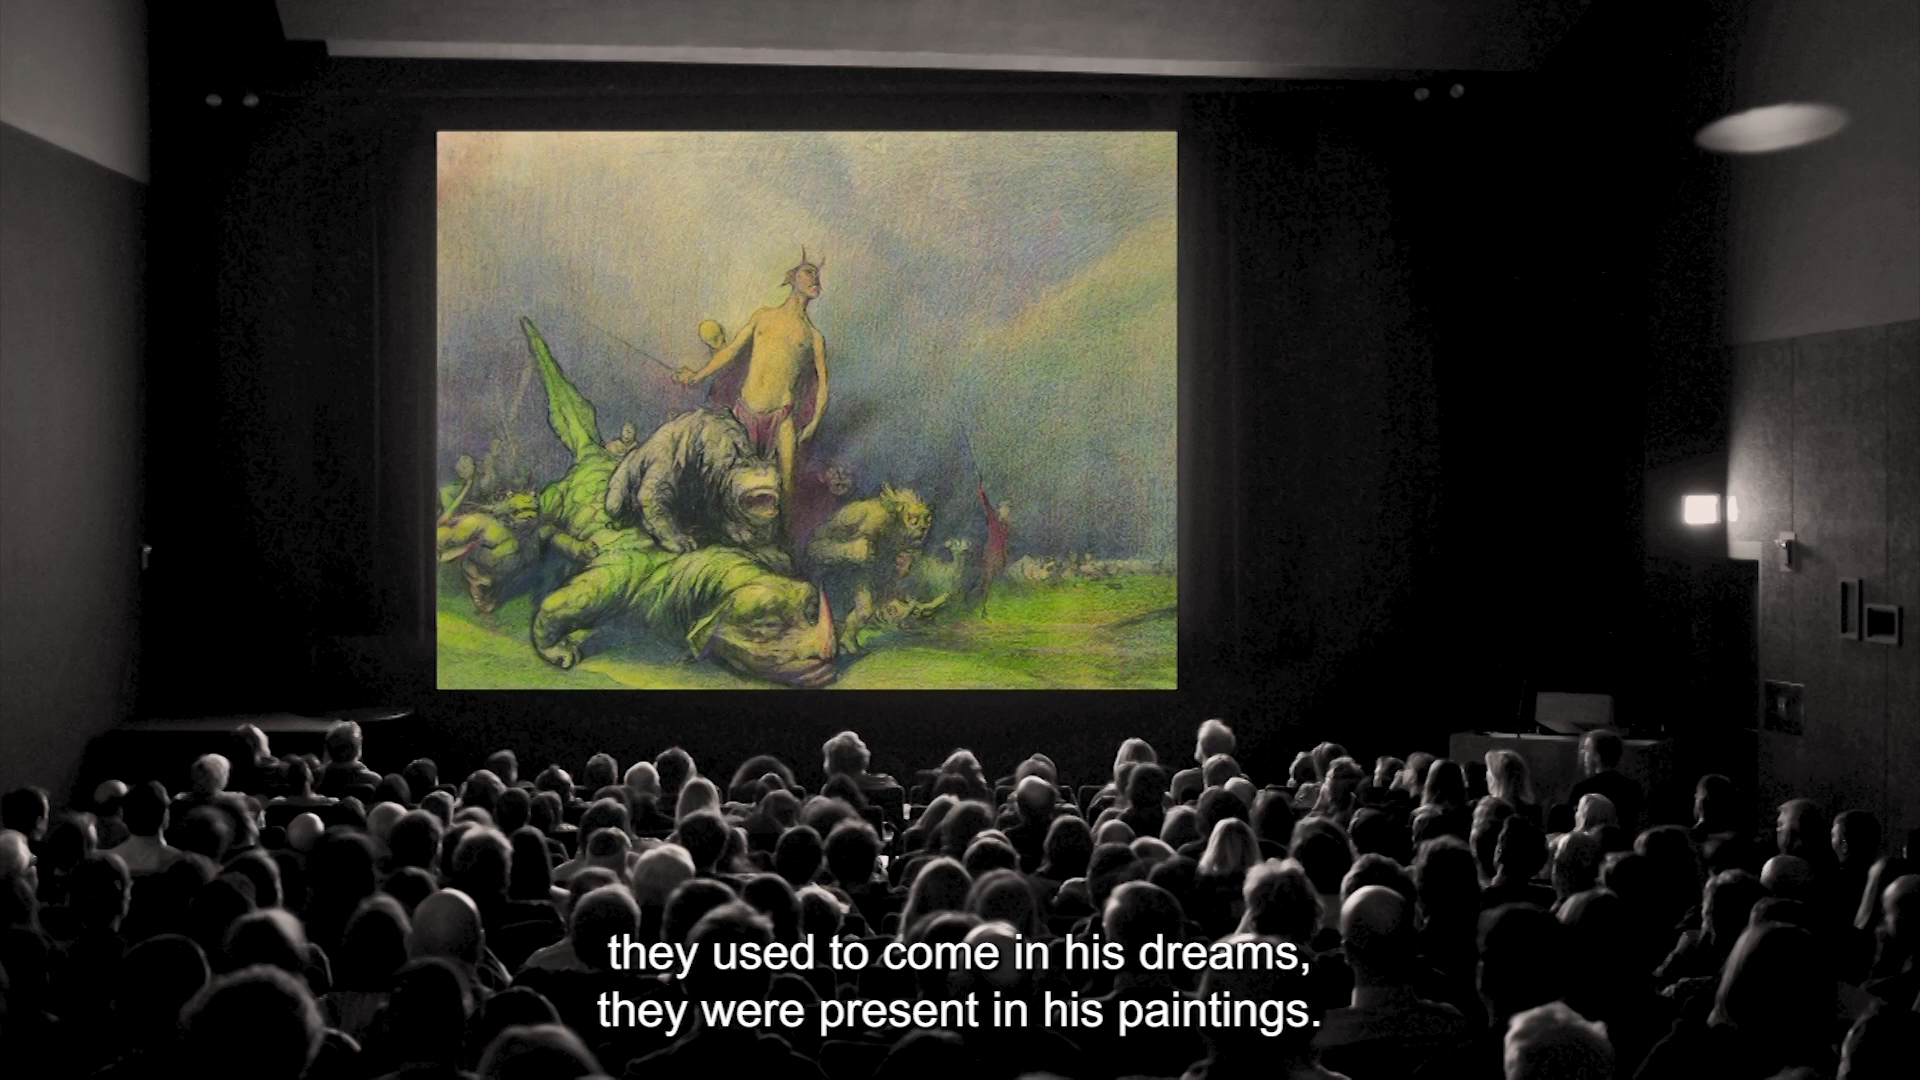 they used to come in his dreams,
they were present in his paintings.